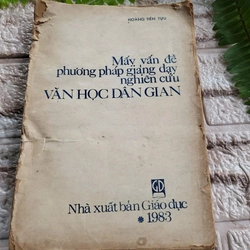 HOÀNG TIẾN TỰU
Mấy vấn đề
phương pháp giảng dạy
nghiên cứu
VĂN HỌC DÂN GIAN
GD
Nhà xuất bản Giáo dục
* 1983